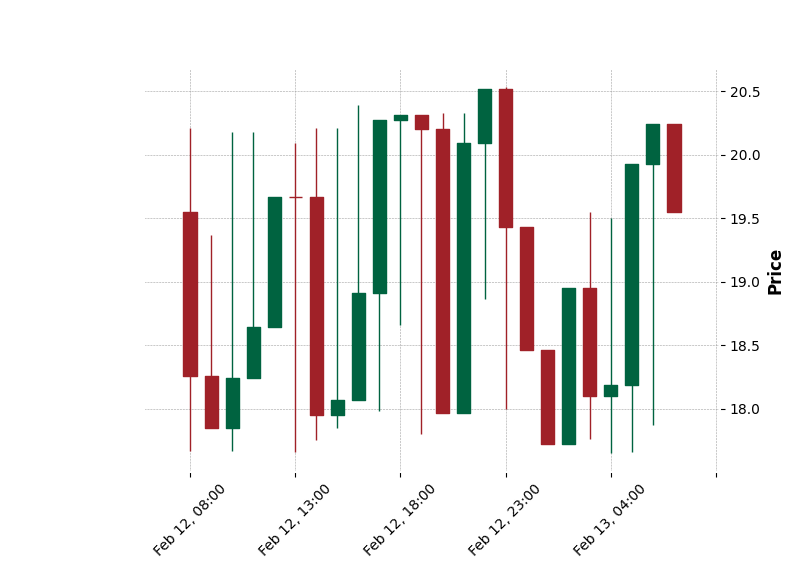 20.5
20.0
19.5
19.0
18.5
18.0
Price
Feb 12, 08:00
Feb 12, 13:00
Feb 12, 18:00
Feb 12, 23:00
Feb 13, 04:00